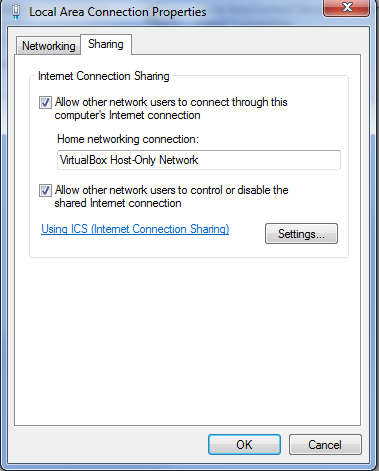 Local Area Connection Properties
Networking
Sharing
Internet Connection Sharing
Allow other network users to connect through this
computer's Internet connection
Home networking connection:
VirtualBox Host-Only Network
Allow other network users to control or disable the
shared Internet connection
Using ICS (Internet Connection Sharing)
Settings...
OK
Cancel